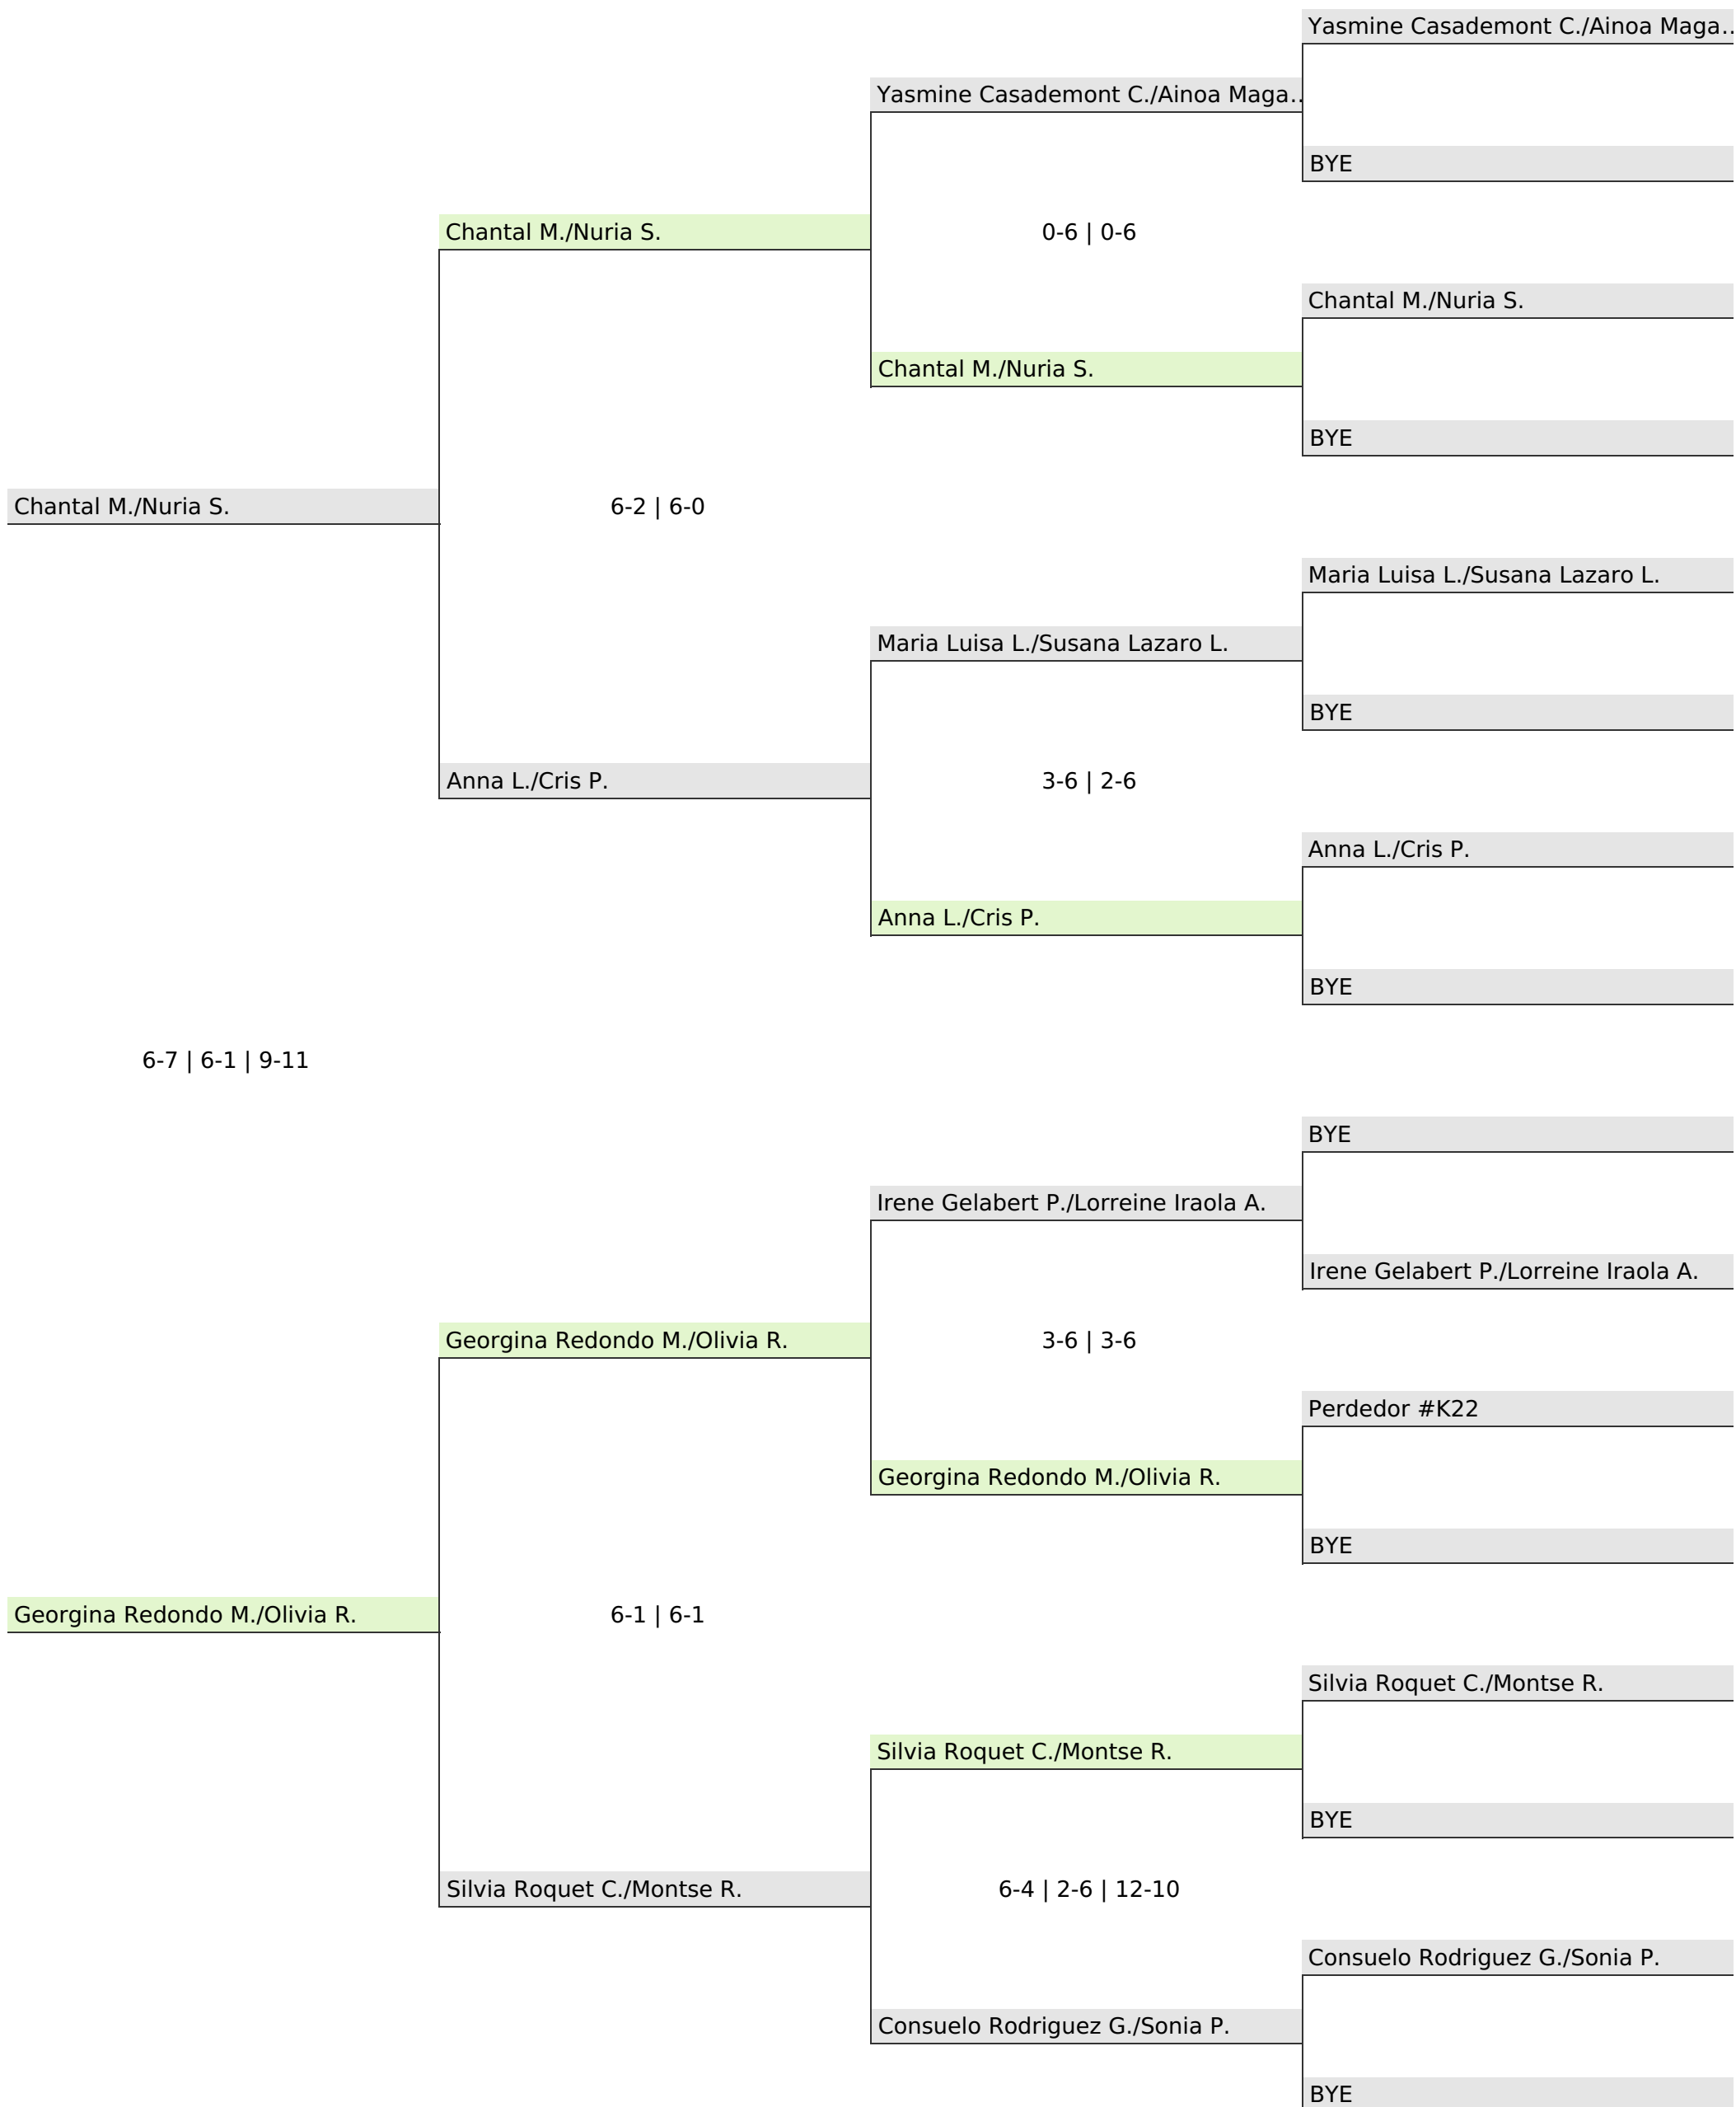 Yasmine Casademont C./Ainoa Maga..
Yasmine Casademont C./Ainoa Maga..
BYE
Chantal M./Nuria S.
0-6 | 0-6
Chantal M./Nuria S.
Chantal M./Nuria S.
BYE
Chantal M./Nuria S.
6-2 | 6-0
Maria Luisa L./Susana Lazaro L.
Maria Luisa L./Susana Lazaro L.
BYE
Anna L./Cris P.
3-6 | 2-6
Anna L./Cris P.
Anna L./Cris P.
BYE
6-7 | 6-1 | 9-11
BYE
Irene Gelabert P./Lorreine Iraola A.
Irene Gelabert P./Lorreine Iraola A.
Georgina Redondo M./Olivia R.
3-6 | 3-6
Perdedor #K22
Georgina Redondo M./Olivia R.
BYE
Georgina Redondo M./Olivia R.
6-1 | 6-1
Silvia Roquet C./Montse R.
Silvia Roquet C./Montse R.
BYE
Silvia Roquet C./Montse R.
6-4 | 2-6 | 12-10
Consuelo Rodriguez G./Sonia P.
Consuelo Rodriguez G./Sonia P.
BYE